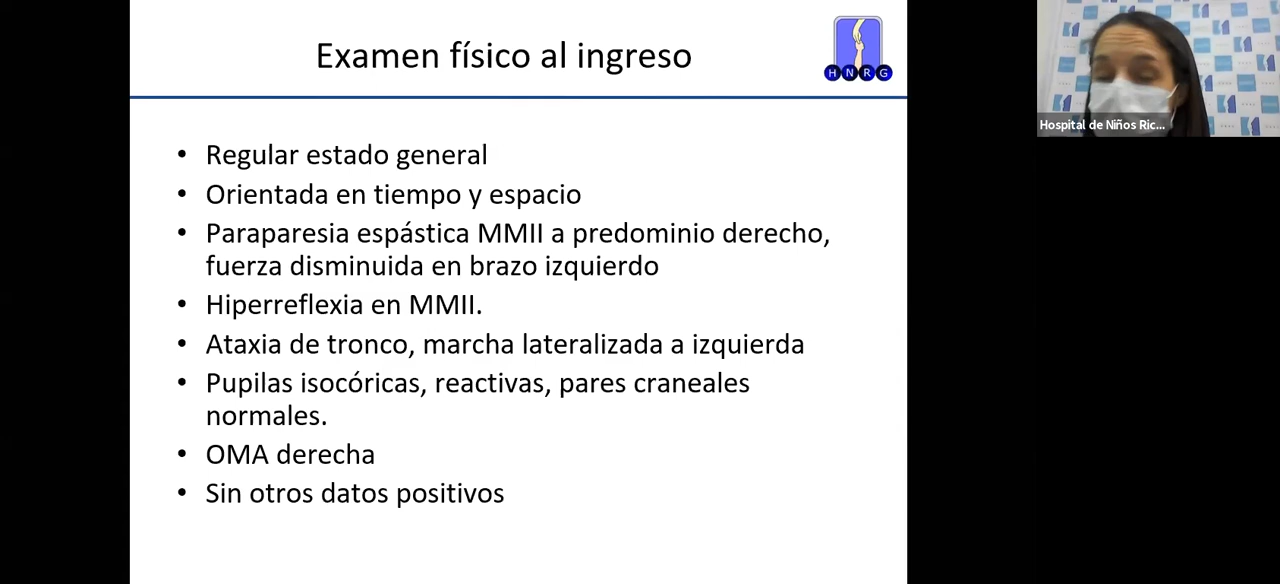 Examen físico al ingreso
H N R G
• Regular estado general
• Orientada en tiempo y espacio
• Paraparesia espástica MMII a predominio derecho,
fuerza disminuida en brazo izquierdo
• Hiperreflexia en MMII.
• Ataxia de tronco, marcha lateralizada a izquierda
• Pupilas isocóricas, reactivas, pares craneales
normales.
• OMA derecha
• Sin otros datos positivos
Hospital de Niños Ric...